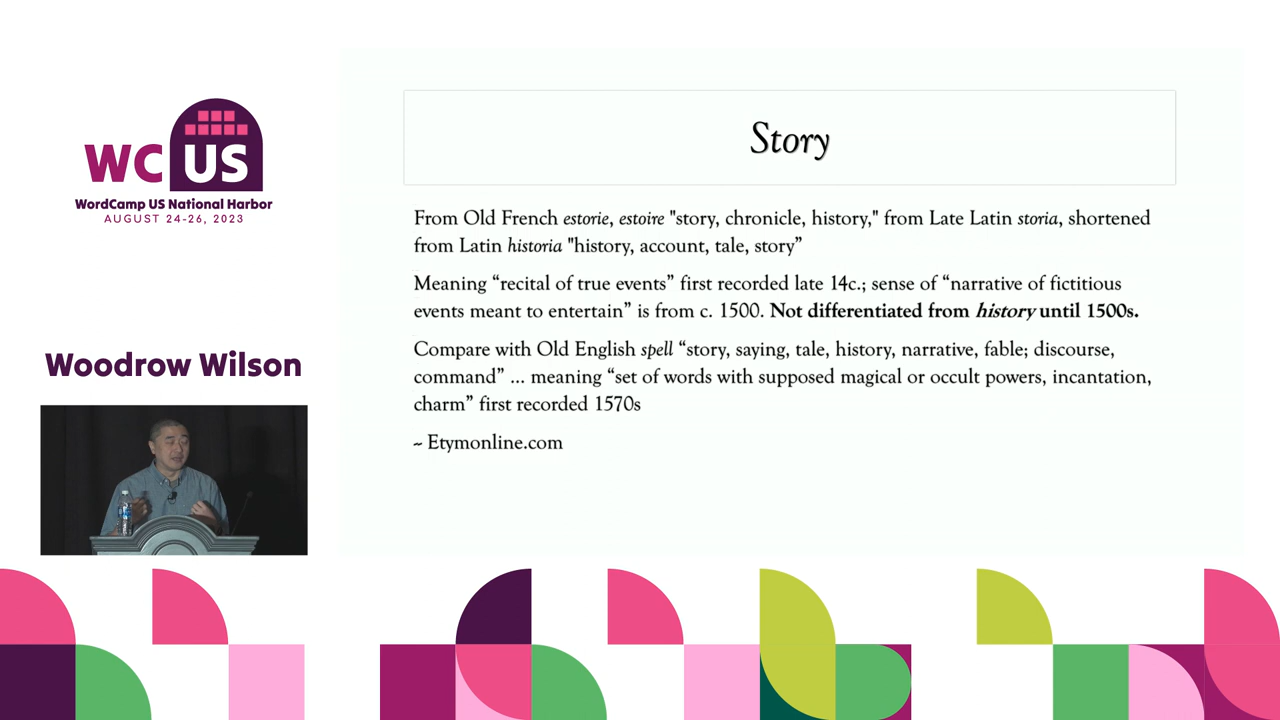 WC US
WordCamp US National Harbor
AUGUST 24-26, 2023
Woodrow Wilson
Story
From Old French estorie, estoire "story, chronicle, history," from Late Latin storia, shortened
from Latin historia "history, account, tale, story”
Meaning “recital of true events” first recorded late 14c.; sense of “narrative of fictitious
events meant to entertain” is from c. 1500. Not differentiated from history until 1500s.
Compare with Old English spell “story, saying, tale, history, narrative, fable; discourse,
command” ... meaning “set of words with supposed magical or occult powers, incantation,
charm” first recorded 1570s
~ Etymonline.com